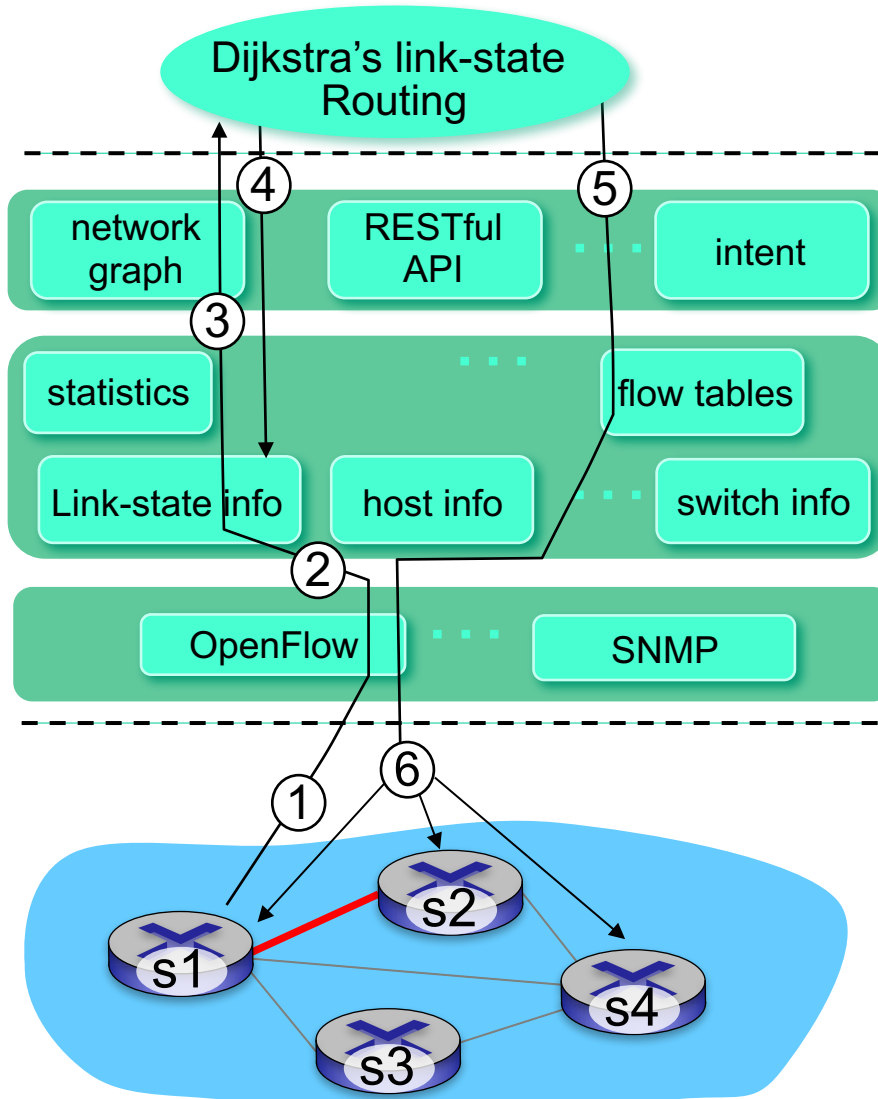 Dijkstra’s link-state
Routing
4
5
network
graph
RESTful
API
. . .
intent
3
. . .
statistics
flow tables
Link-state info
host info
. . .
switch info
2
OpenFlow
. . .
SNMP
1
6
s2
s1
s4
s3